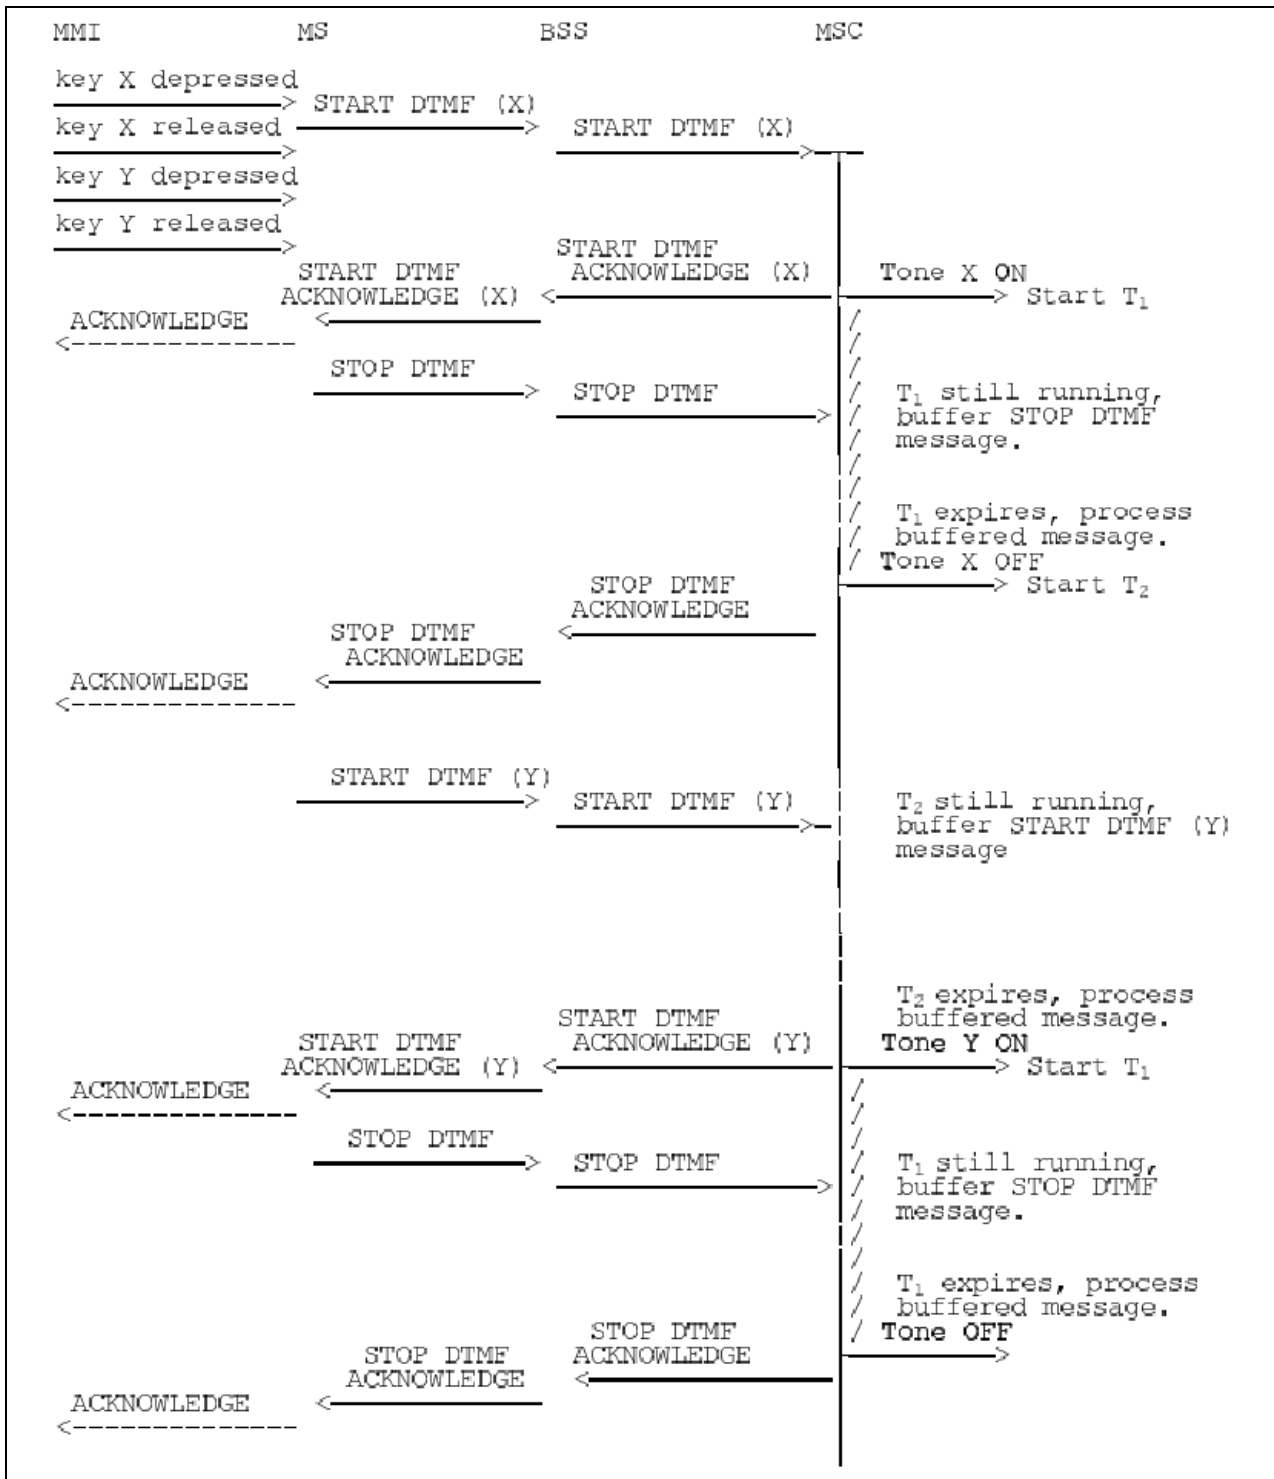 MMI MS BSS MSC
key X depressed
START DTMF (X)
key X released
START DTMF (X)
key Y depressed
key Y released
START DTMF
ACKNOWLEDGE (X)
Tone X ON
START DTMF
ACKNOWLEDGE (X)
Start T1
ACKNOWLEDGE
STOP DTMF
STOP DTMF
T1 still running,
buffer STOP DTMF
message.
T1 expires, process
buffered message.
Tone X OFF
Start T2
STOP DTMF
ACKNOWLEDGE
STOP DTMF
ACKNOWLEDGE
ACKNOWLEDGE
START DTMF (Y)
START DTMF (Y)
T2 still running,
buffer START DTMF (Y)
message
T2 expires, process
buffered message.
START DTMF
ACKNOWLEDGE (Y)
Tone Y ON
START DTMF
ACKNOWLEDGE (Y)
Start T1
ACKNOWLEDGE
STOP DTMF
STOP DTMF
T1 still running,
buffer STOP DTMF
message.
T1 expires, process
buffered message.
Tone OFF
STOP DTMF
ACKNOWLEDGE
STOP DTMF
ACKNOWLEDGE
ACKNOWLEDGE